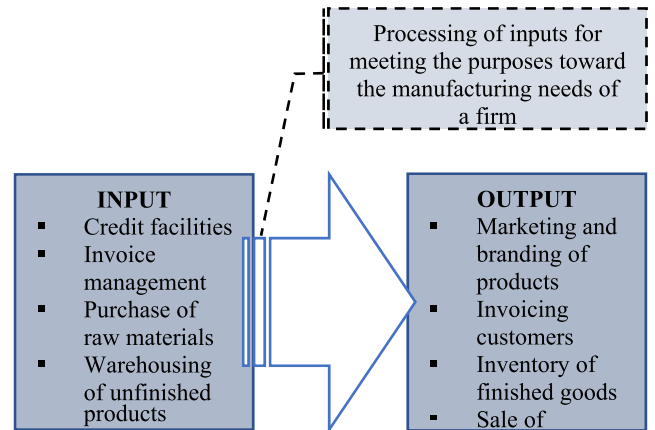 Processing of inputs for
meeting the purposes toward
the manufacturing needs of
a firm
INPUT
▪ Credit facilities
▪ Invoice
management
▪ Purchase of
raw materials
▪ Warehousing
of unfinished
products
OUTPUT
▪ Marketing and
branding of
products
▪ Invoicing
customers
▪ Inventory of
finished goods
▪ Sale of